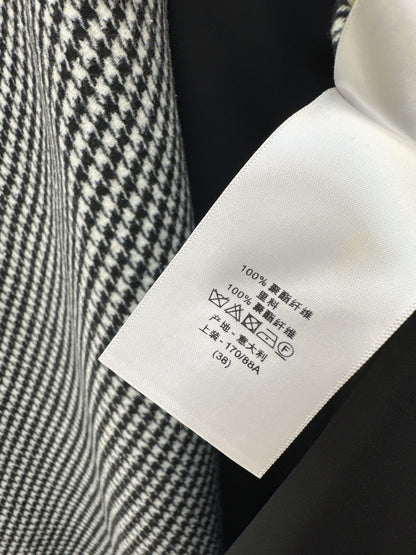 100% 聚酯纤维
里料
100% 聚酯纤维
F
产地 - 意大利
上装 - 170/88A
(38)